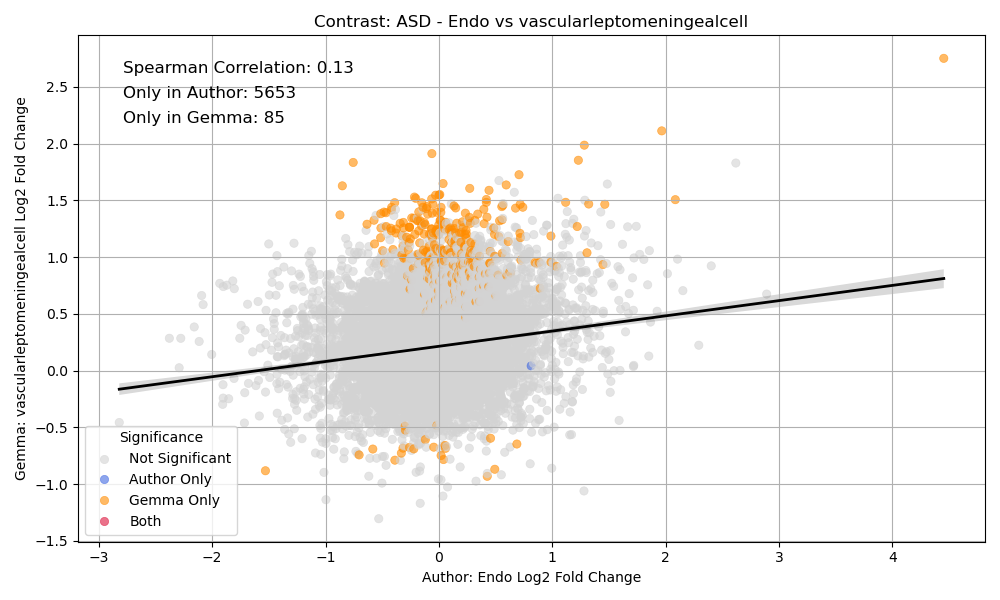 Contrast: ASD - Endo vs vascularleptomeningealcell
Spearman Correlation: 0.13
Only in Author: 5653
Only in Gemma: 85
Gemma: vascularleptomeningealcell Log2 Fold Change
2.5
2.0
1.5
1.0
0.5
0.0
−0.5
−1.0
−1.5
Significance
Not Significant
Author Only
Gemma Only
Both
−3 −2 −1 0 1 2 3 4
Author: Endo Log2 Fold Change